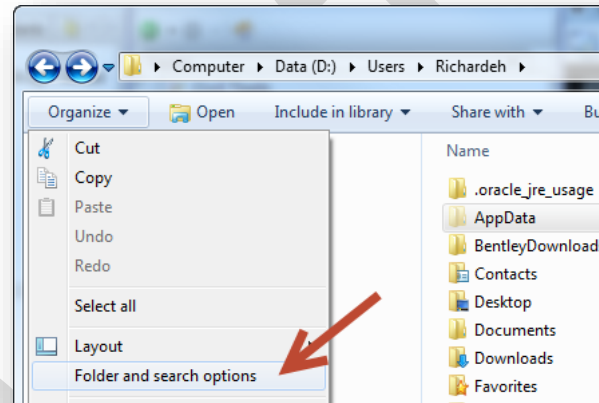 Computer Data (D:) Users Richardeh
Organize Open Include in library Share with Bu
Cut
Copy
Paste
Undo
Redo
Select all
Layout
Folder and search options
Name
.oracle_jre_usage
AppData
BentleyDownload
Contacts
Desktop
Documents
Downloads
Favorites